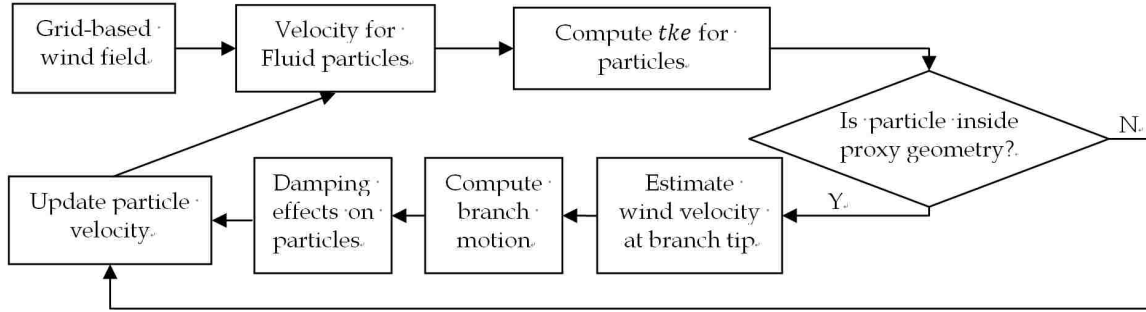 Grid-based
wind field.
Velocity for
Fluid particles.
Compute tke for
particles.
Is particle inside
proxy geometry?
N
Y
Estimate
wind velocity
at branch tip.
Compute
branch
motion.
Damping
effects on
particles.
Update particle
velocity.